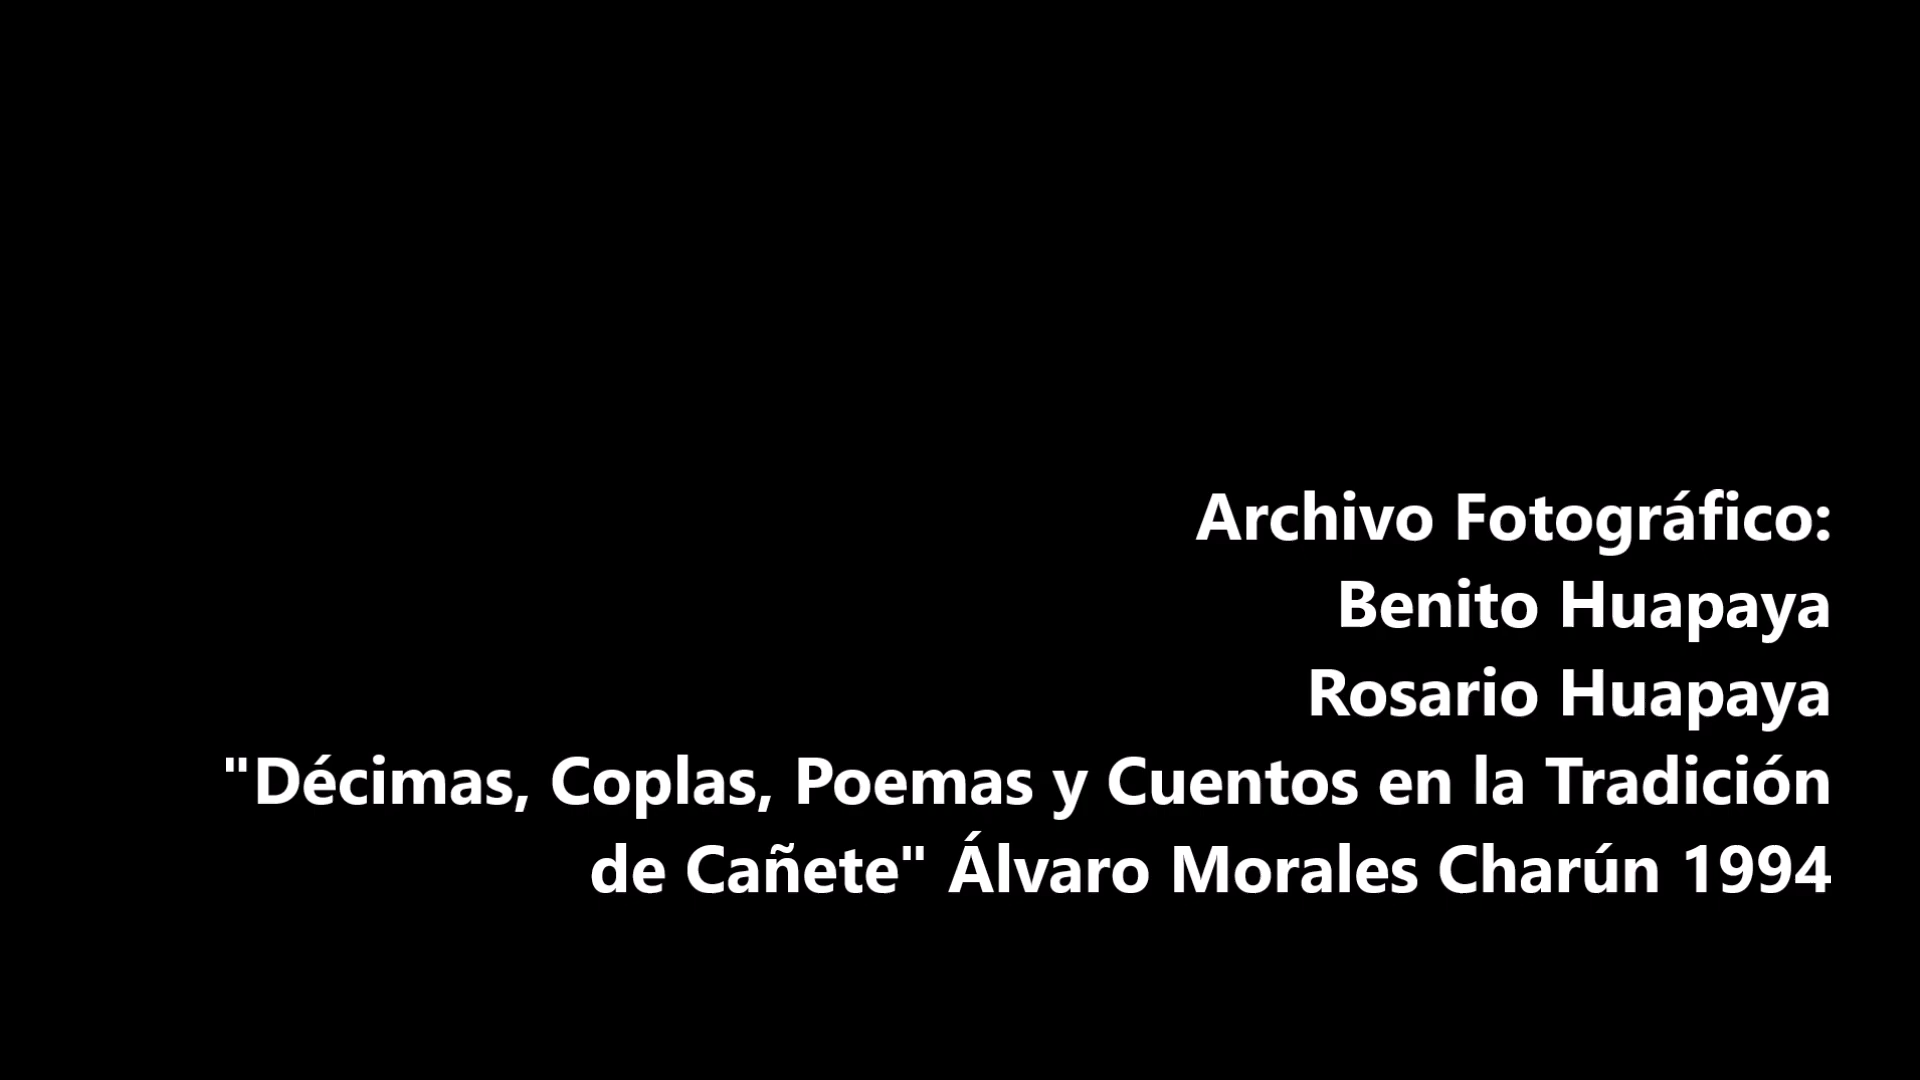 Archivo Fotográfico:
Benito Huapaya
Rosario Huapaya
"Décimas, Coplas, Poemas y Cuentos en la Tradición
de Cañete" Álvaro Morales Charún 1994